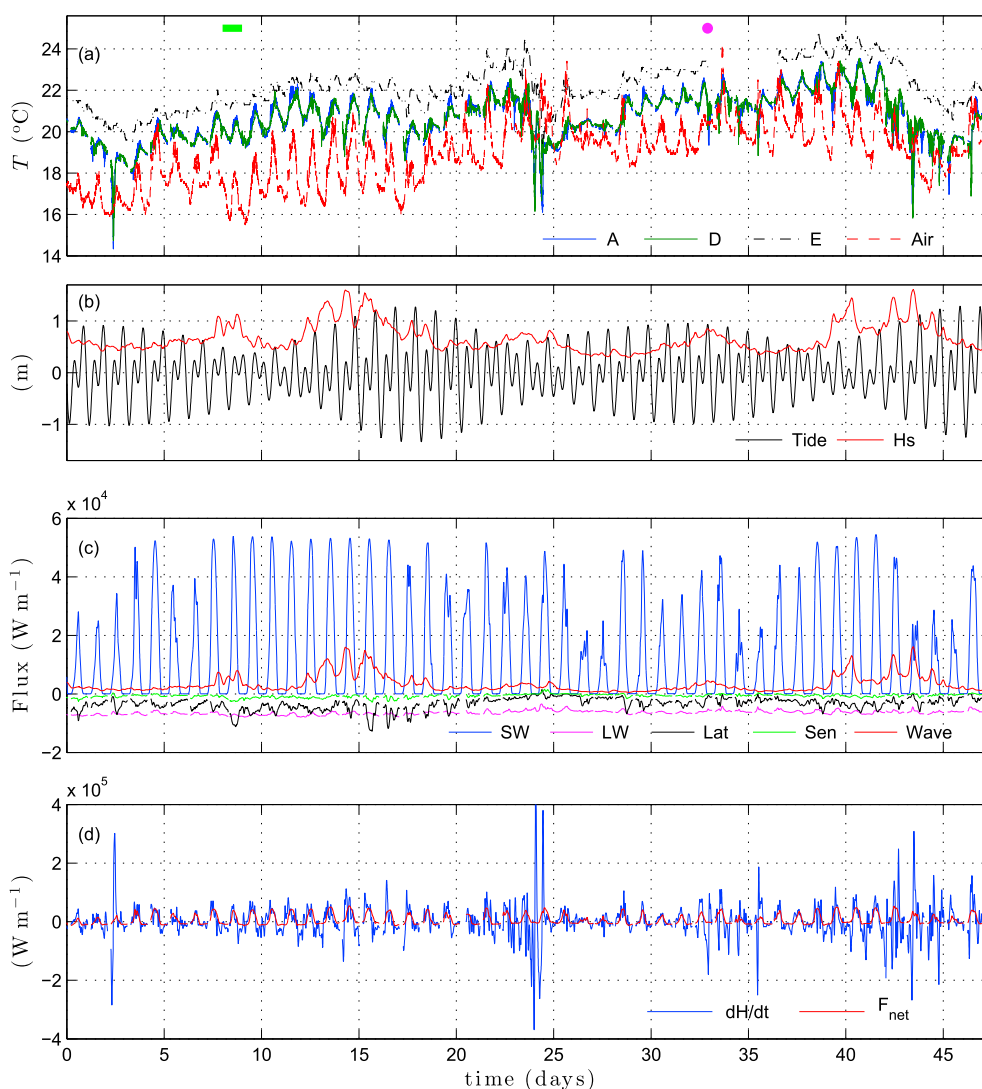 (a)
T (°C)
24
22
20
18
16
14
A D E Air
(b)
(m)
1
0
−1
Tide Hs
x 10^4
(c)
Flux (W m^−1)
6
4
2
0
−2
SW LW Lat Sen Wave
x 10^5
(d)
(W m^−1)
4
2
0
−2
−4
dH/dt F_net
0 5 10 15 20 25 30 35 40 45
time (days)